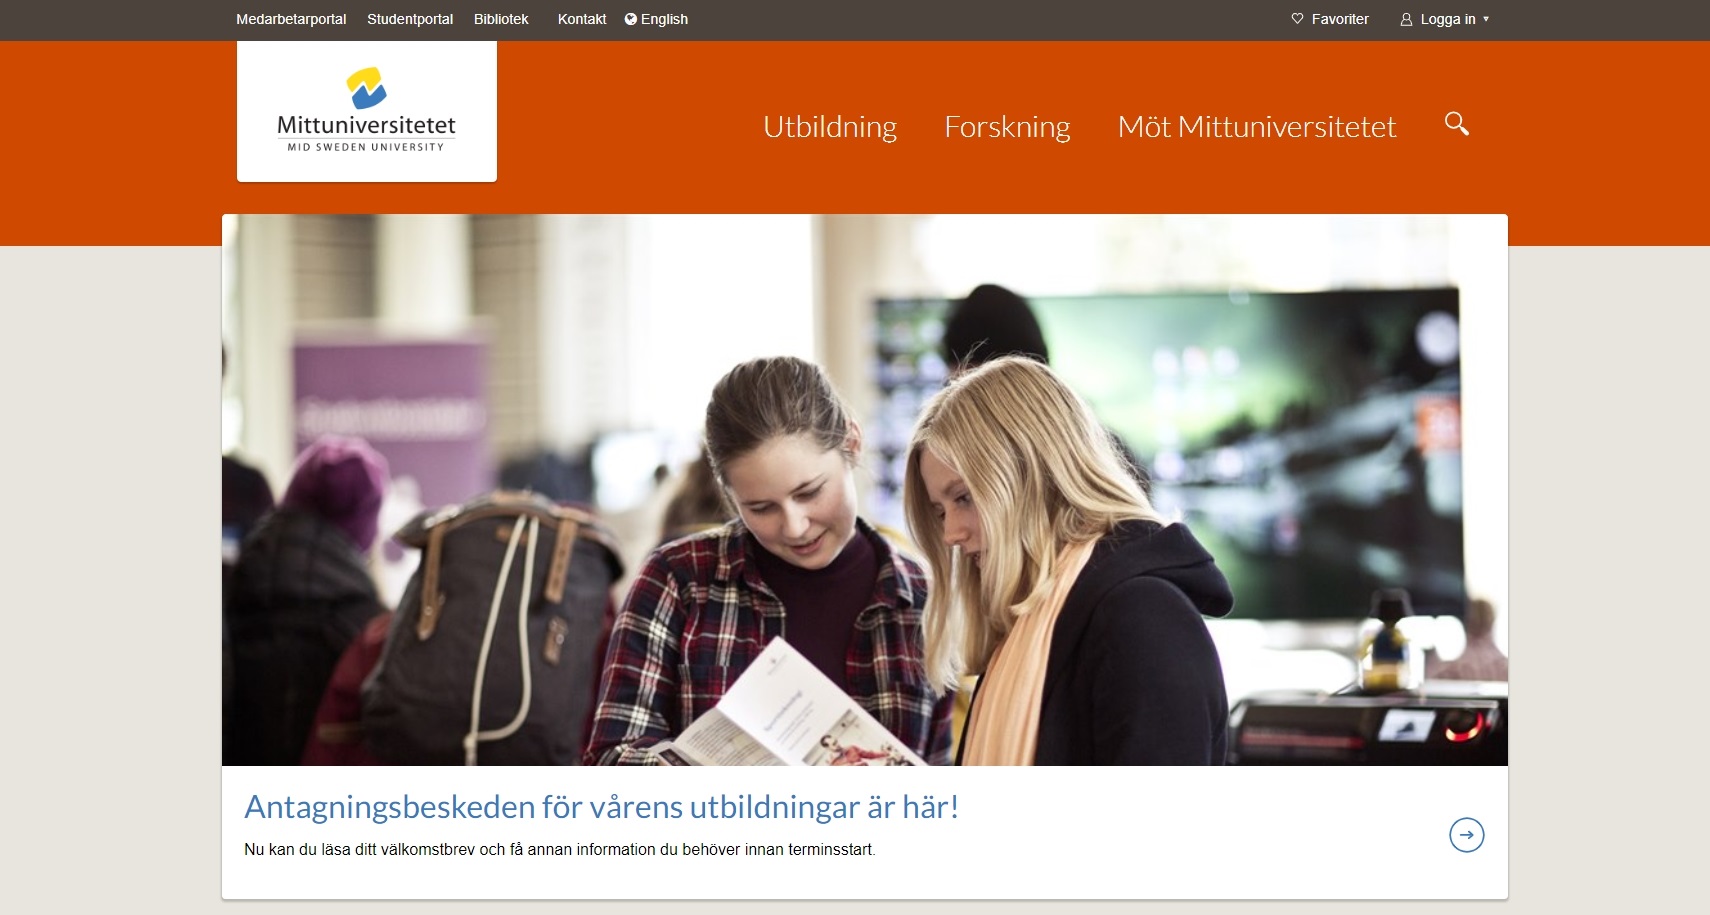 Medarbetarportal Studentportal Bibliotek Kontakt English Favoriter Logga in
Mittuniversitetet
MID SWEDEN UNIVERSITY
Utbildning Forskning Möt Mittuniversitetet
Antagningsbeskeden för vårens utbildningar är här!
Nu kan du läsa ditt välkomstbrev och få annan information du behöver innan terminsstart.